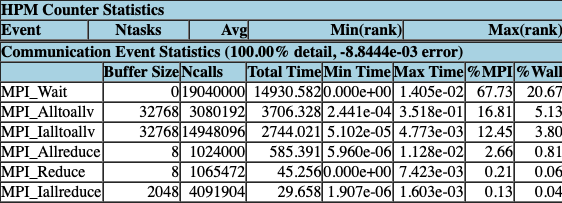 HPM Counter Statistics
Event Ntasks Avg Min(rank) Max(rank)
Communication Event Statistics (100.00% detail, -8.8444e-03 error)
Buffer Size Ncalls Total Time Min Time Max Time %MPI %Wall
MPI_Wait 0 19040000 14930.582 0.000e+00 1.405e-02 67.73 20.67
MPI_Alltoallv 32768 3080192 3706.328 2.441e-04 3.518e-01 16.81 5.13
MPI_Ialltoallv 32768 14948096 2744.021 5.102e-05 4.773e-03 12.45 3.80
MPI_Allreduce 8 1024000 585.391 5.960e-06 1.128e-02 2.66 0.81
MPI_Reduce 8 1065472 45.256 0.000e+00 7.423e-03 0.21 0.06
MPI_Iallreduce 2048 4091904 29.658 1.907e-06 1.603e-03 0.13 0.04